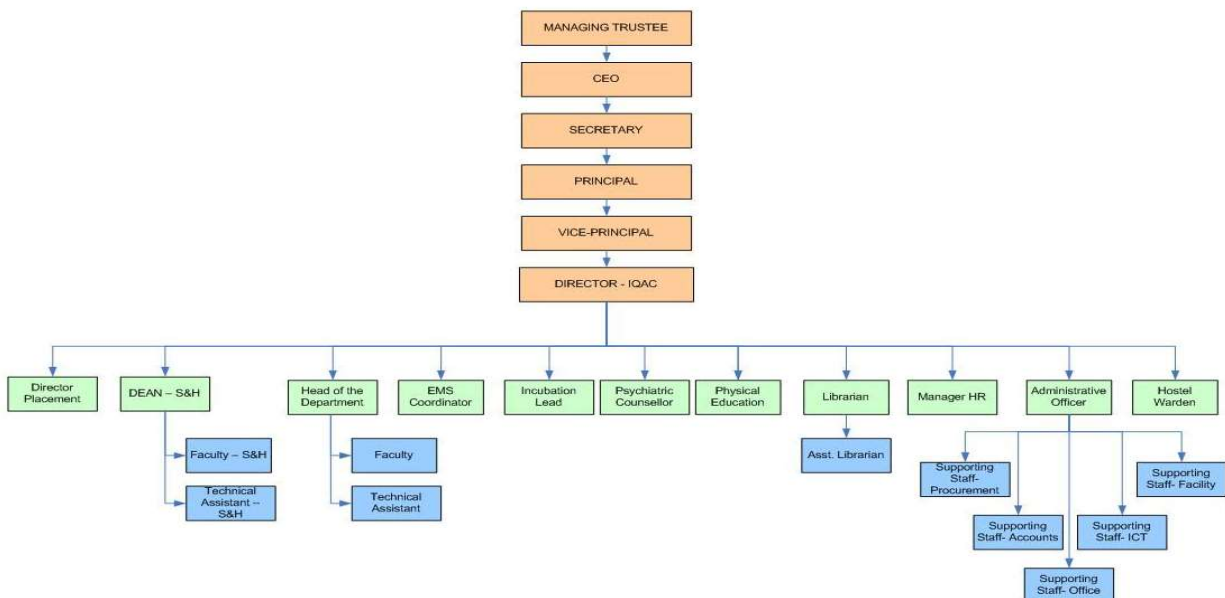 MANAGING TRUSTEE
CEO
SECRETARY
PRINCIPAL
VICE-PRINCIPAL
DIRECTOR - IQAC
Director
Placement
DEAN – S&H
Head of the
Department
EMS
Coordinator
Incubation
Lead
Psychiatric
Counsellor
Physical
Education
Librarian
Manager HR
Administrative
Officer
Hostel
Warden
Faculty – S&H
Technical
Assistant –
S&H
Faculty
Technical
Assistant
Asst. Librarian
Supporting
Staff-
Procurement
Supporting
Staff- Facility
Supporting
Staff- Accounts
Supporting
Staff- ICT
Supporting
Staff- Office